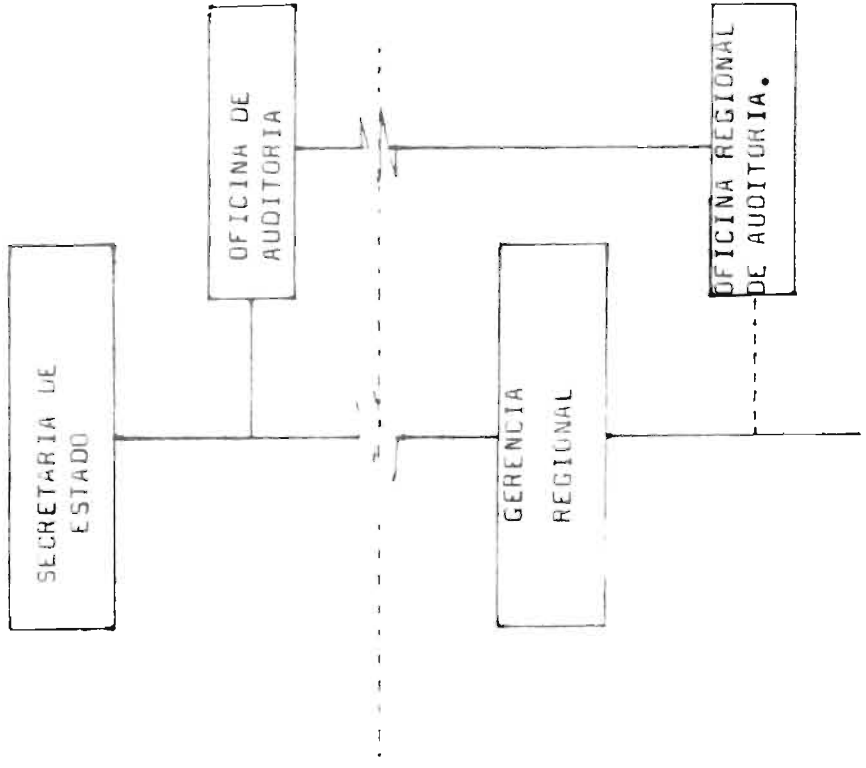 SECRETARIA DE
ESTADO
OFICINA DE
AUDITORIA
GERENCIA
REGIONAL
OFICINA REGIONAL
DE AUDITORIA.